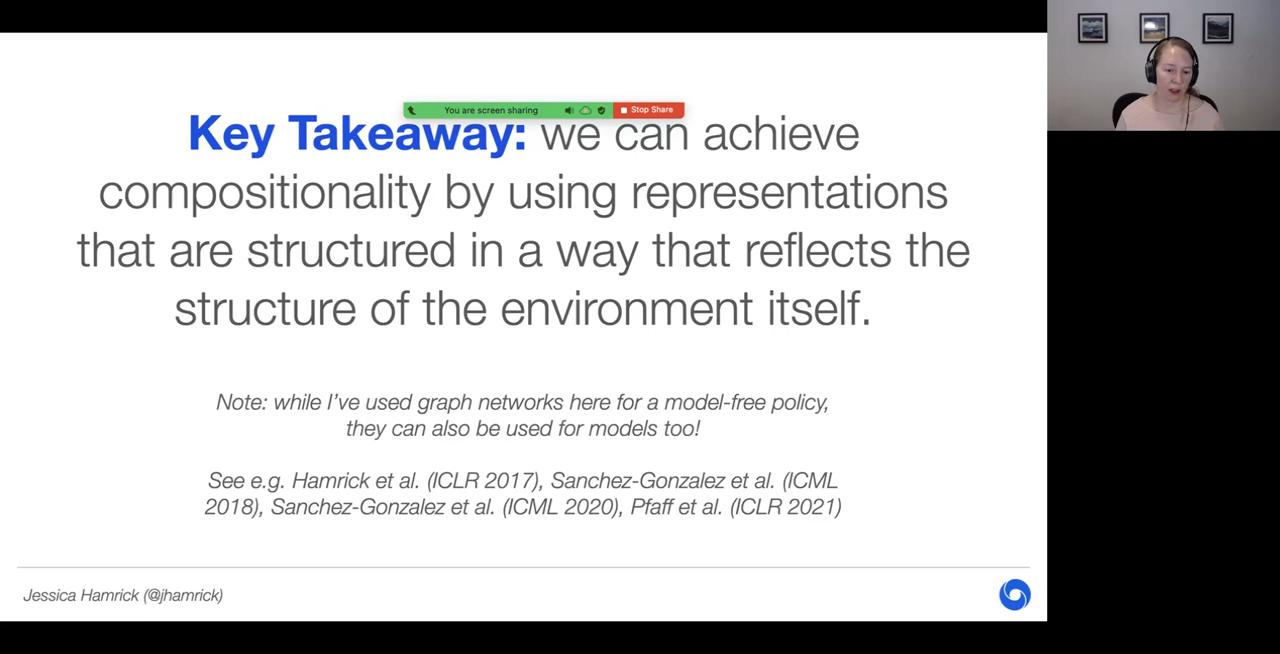 You are screen sharing
Stop Share
Key Takeaway: we can achieve
compositionality by using representations
that are structured in a way that reflects the
structure of the environment itself.
Note: while I've used graph networks here for a model-free policy,
they can also be used for models too!
See e.g. Hamrick et al. (ICLR 2017), Sanchez-Gonzalez et al. (ICML
2018), Sanchez-Gonzalez et al. (ICML 2020), Pfaff et al. (ICLR 2021)
Jessica Hamrick (@jhamrick)